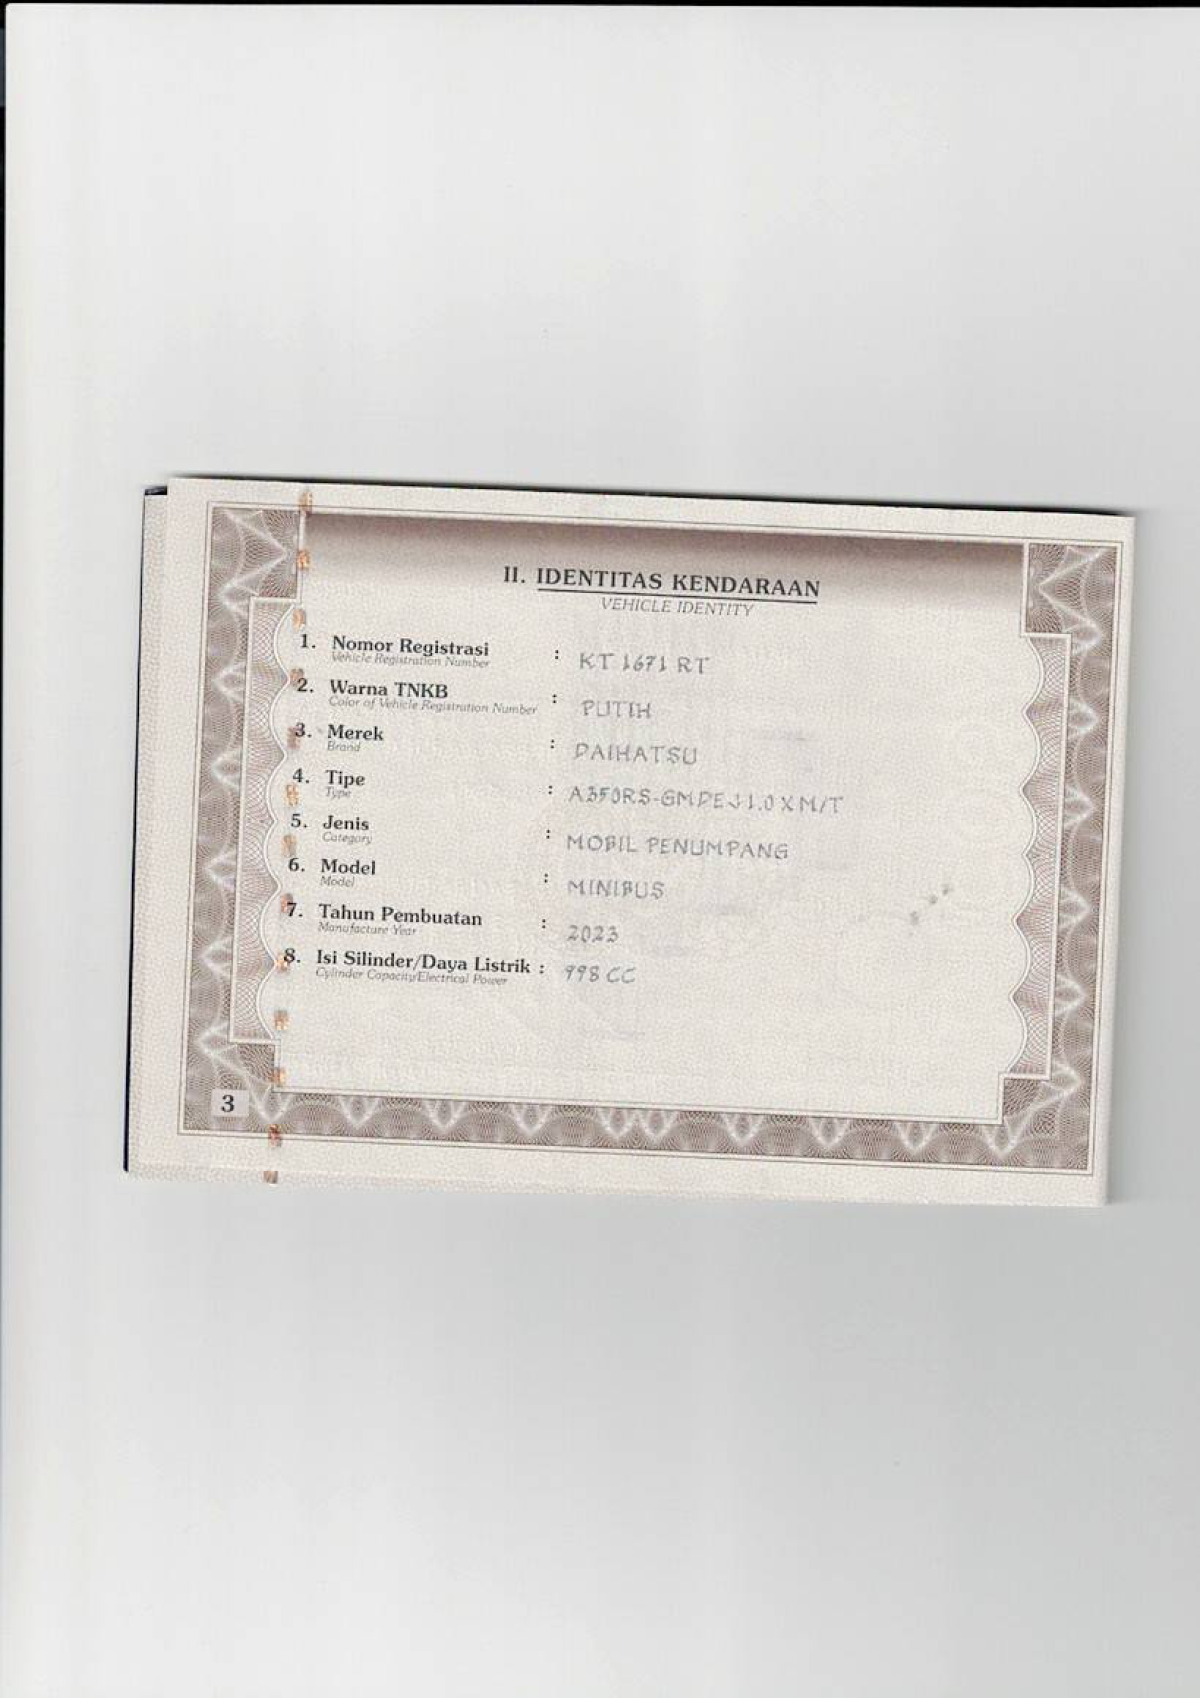 II. IDENTITAS KENDARAAN
VEHICLE IDENTITY
1. Nomor Registrasi : KT 1671 RT
Vehicle Registration Number
2. Warna TNKB : PUTIH
Color of Vehicle Registration Number
3. Merek : DAIHATSU
Brand
4. Tipe : A350RS-GMDEJ 1.0 X M/T
Type
5. Jenis : MOBIL PENUMPANG
Category
6. Model : MINIBUS
Model
7. Tahun Pembuatan : 2023
Manufacture Year
8. Isi Silinder/Daya Listrik : 998 CC
Cylinder Capacity/Electrical Power
3